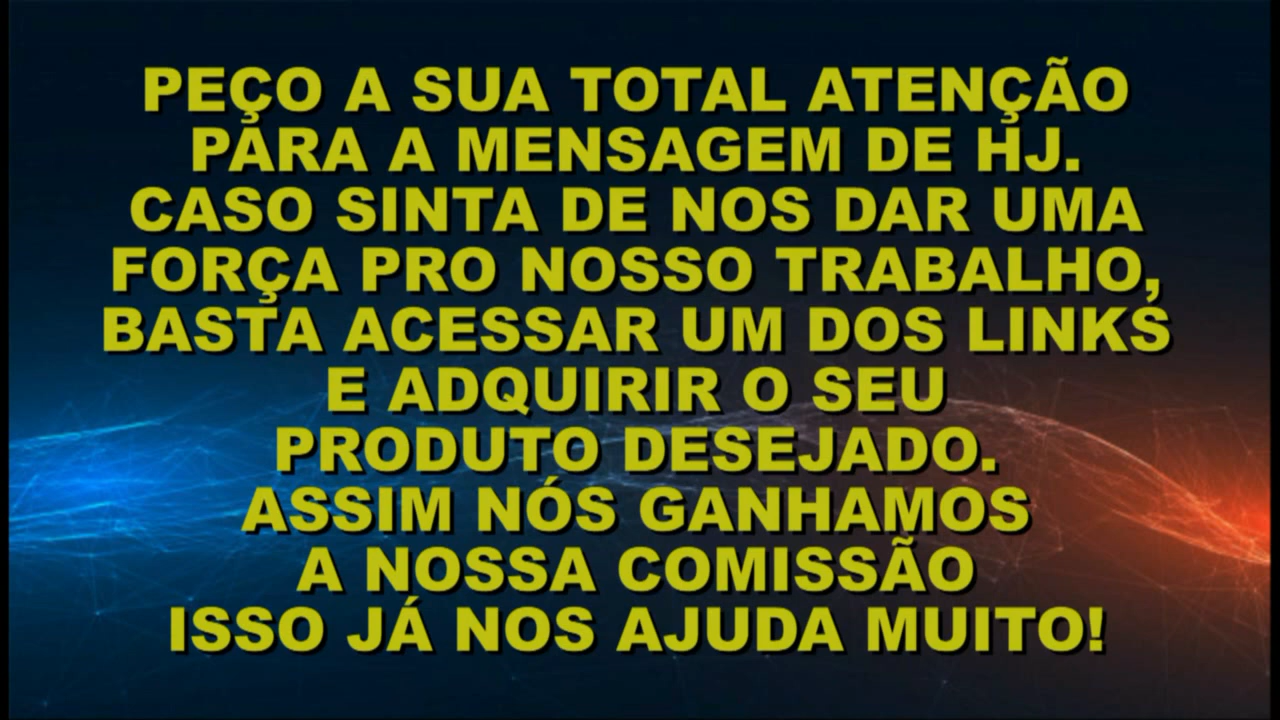 PEÇO A SUA TOTAL ATENÇÃO
PARA A MENSAGEM DE HJ.
CASO SINTA DE NOS DAR UMA
FORÇA PRO NOSSO TRABALHO,
BASTA ACESSAR UM DOS LINKS
E ADQUIRIR O SEU
PRODUTO DESEJADO.
ASSIM NÓS GANHAMOS
A NOSSA COMISSÃO
ISSO JÁ NOS AJUDA MUITO!